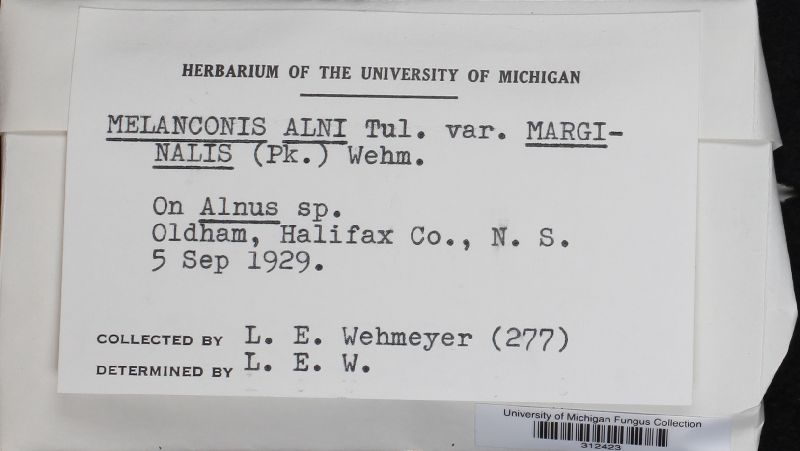 HERBARIUM OF THE UNIVERSITY OF MICHIGAN
MELANCONIS ALNI Tul. var. MARGI-
NALIS (Pk.) Wehm.
On Alnus sp.
Oldham, Halifax Co., N. S.
5 Sep 1929.
COLLECTED BY L. E. Wehmeyer (277)
DETERMINED BY L. E. W.
University of Michigan Fungus Collection
312423